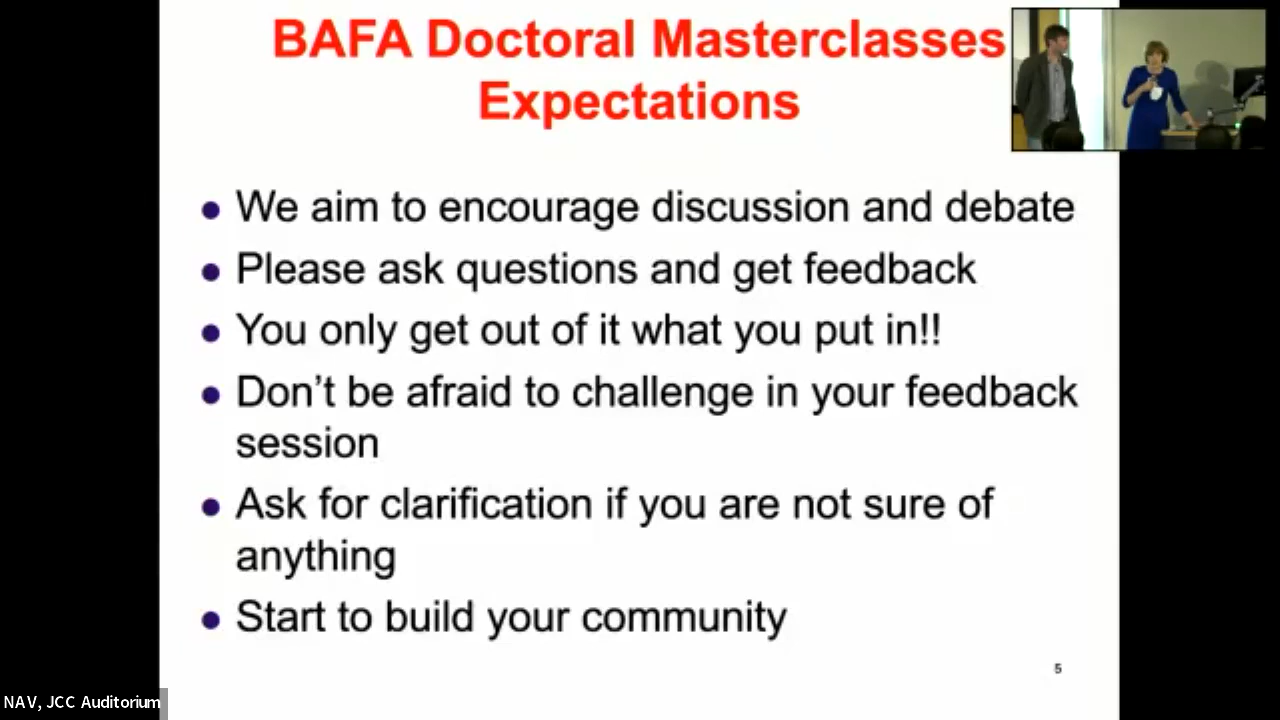 BAFA Doctoral Masterclasses
Expectations
• We aim to encourage discussion and debate
• Please ask questions and get feedback
• You only get out of it what you put in!!
• Don’t be afraid to challenge in your feedback
session
• Ask for clarification if you are not sure of
anything
• Start to build your community
5
NAV, JCC Auditorium